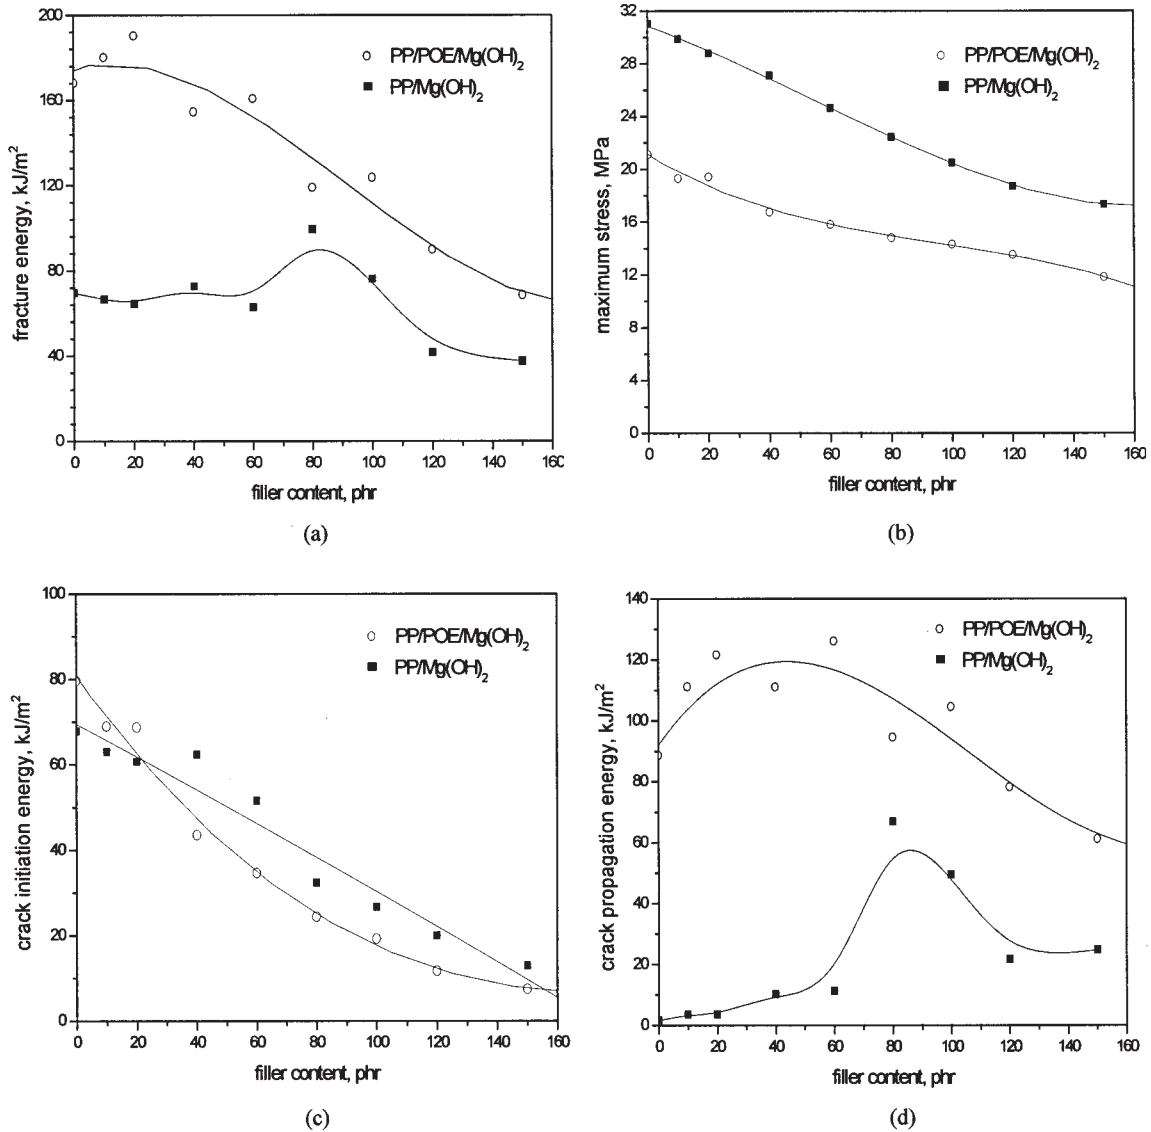 200
160
120
80
40
0
fracture energy, kJ/m²
PP/POE/Mg(OH)₂
PP/Mg(OH)₂
0 20 40 60 80 100 120 140 160
filler content, phr
(a)
32
28
24
20
16
12
8
4
0
maximum stress, MPa
PP/POE/Mg(OH)₂
PP/Mg(OH)₂
0 20 40 60 80 100 120 140 160
filler content, phr
(b)
100
80
60
40
20
0
crack initiation energy, kJ/m²
PP/POE/Mg(OH)₂
PP/Mg(OH)₂
0 20 40 60 80 100 120 140 160
filler content, phr
(c)
140
120
100
80
60
40
20
0
crack propagation energy, kJ/m²
PP/POE/Mg(OH)₂
PP/Mg(OH)₂
0 20 40 60 80 100 120 140 160
filler content, phr
(d)